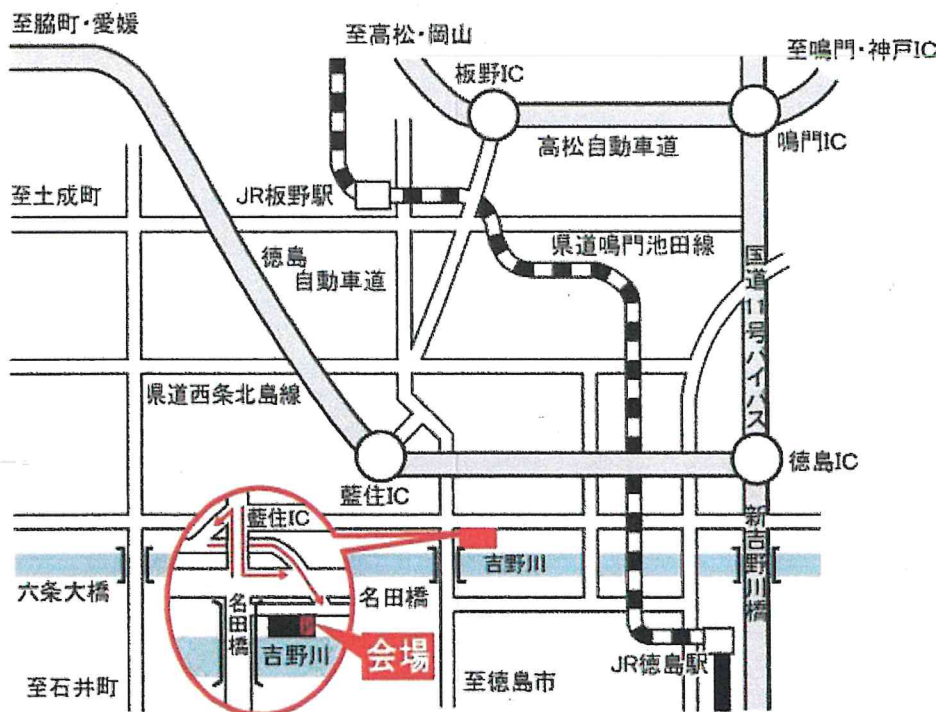 至脇町・愛媛
至高松・岡山
至鳴門・神戸IC
板野IC
高松自動車道
鳴門IC
至土成町
JR板野駅
徳島
自動車道
県道鳴門池田線
国道11号バイパス
県道西条北島線
藍住IC
徳島IC
藍住IC
新吉野川橋
吉野川
六条大橋
名田橋
名田橋
吉野川
会場
JR徳島駅
至石井町
至徳島市